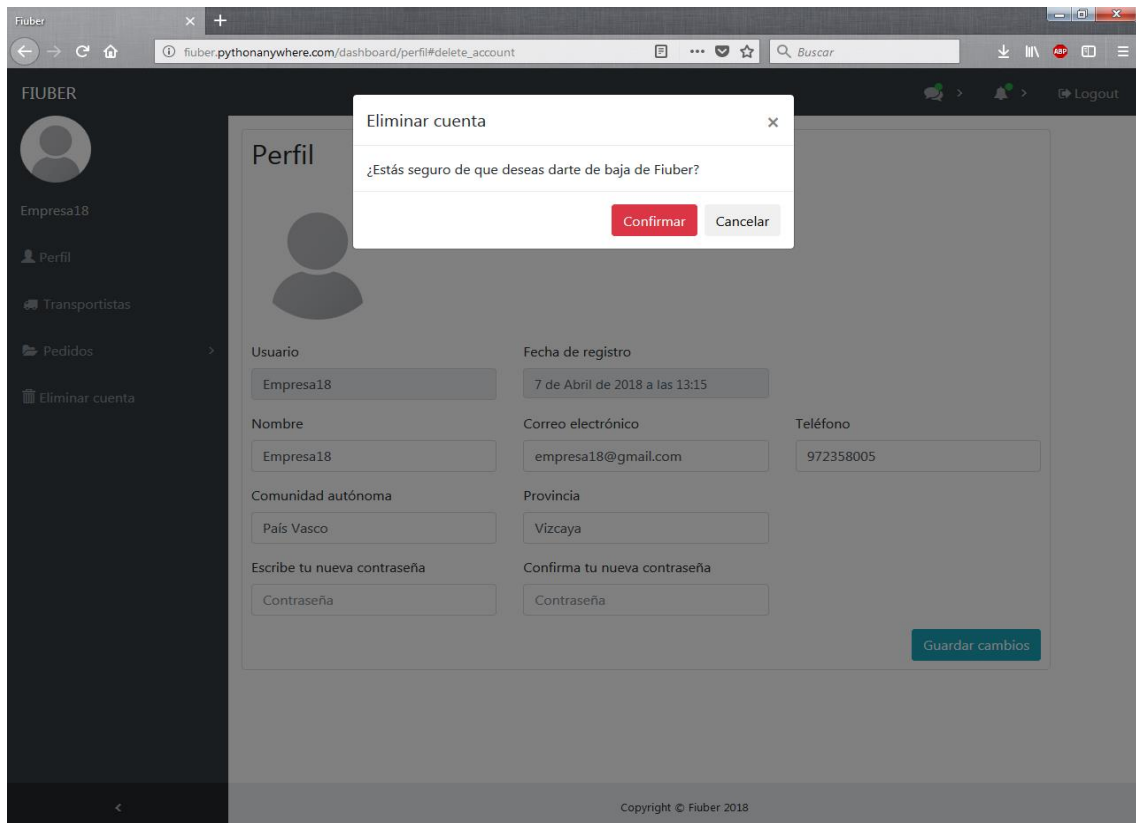 Fiuber
fiuber.pythonanywhere.com/dashboard/perfil#delete_account
Buscar
ABP
FIUBER
Logout
Eliminar cuenta
¿Estás seguro de que deseas darte de baja de Fiuber?
Confirmar Cancelar
Empresa18
Perfil
Transportistas
Pedidos
Eliminar cuenta
Perfil
Usuario Fecha de registro
Empresa18 7 de Abril de 2018 a las 13:15
Nombre Correo electrónico Teléfono
Empresa18 empresa18@gmail.com 972358005
Comunidad autónoma Provincia
País Vasco Vizcaya
Escribe tu nueva contraseña Confirma tu nueva contraseña
Contraseña Contraseña
Guardar cambios
Copyright © Fiuber 2018